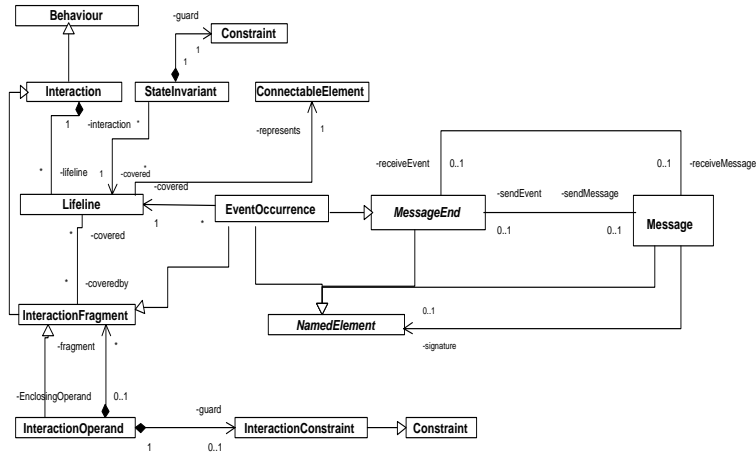 Behaviour
-guard
Constraint
1
1
Interaction
StateInvariant
ConnectableElement
1
-interaction
*
-represents
1
*
-lifeline
1
-covered
*
-covered
-receiveEvent
0..1
0..1
-receiveMessage
Lifeline
EventOccurrence
MessageEnd
-sendEvent
-sendMessage
Message
1
*
0..1
0..1
*
-covered
*
-coveredby
InteractionFragment
NamedElement
0..1
-signature
-fragment
*
-EnclosingOperand
0..1
-guard
InteractionOperand
InteractionConstraint
Constraint
1
0..1